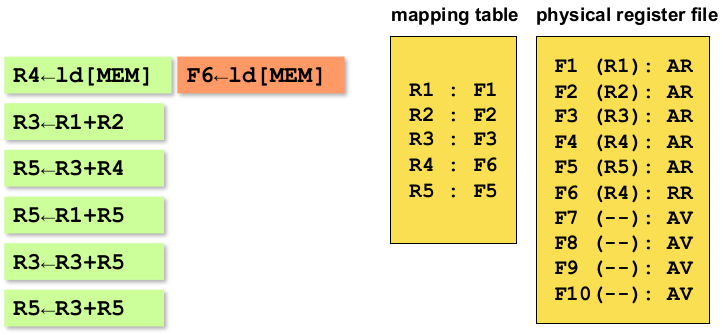 mapping table physical register file
R4←ld[MEM] F6←ld[MEM]
R3←R1+R2
R5←R3+R4
R5←R1+R5
R3←R3+R5
R5←R3+R5
R1 : F1
R2 : F2
R3 : F3
R4 : F6
R5 : F5
F1 (R1): AR
F2 (R2): AR
F3 (R3): AR
F4 (R4): AR
F5 (R5): AR
F6 (R4): RR
F7 (--): AV
F8 (--): AV
F9 (--): AV
F10(--): AV